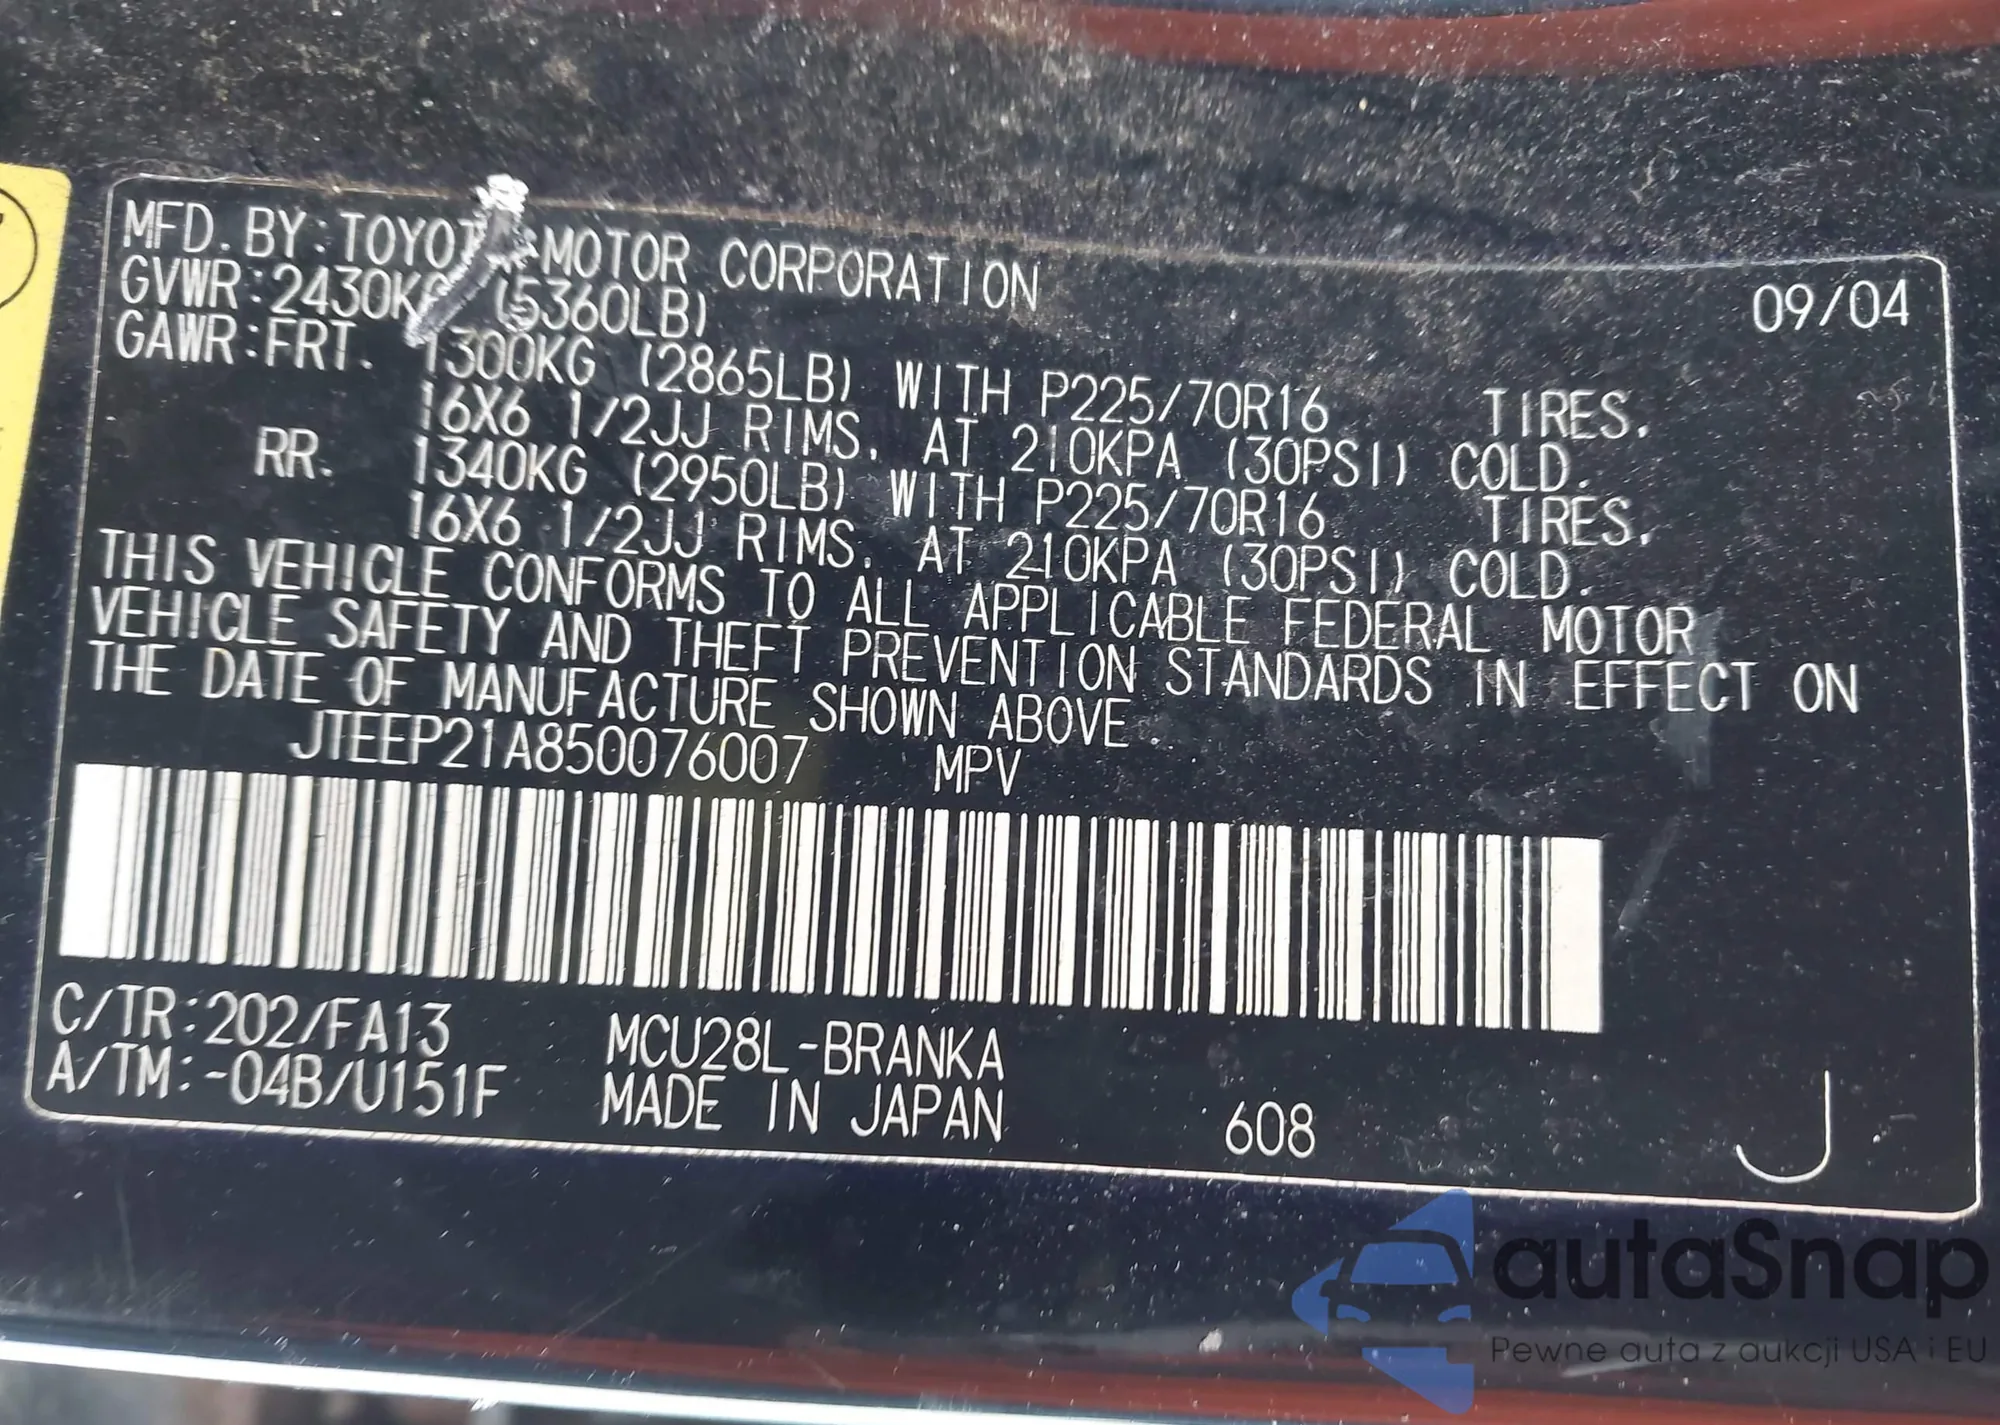 MFD. BY: TOYOTA MOTOR CORPORATION 09/04
GVWR: 2430KG (5360LB)
GAWR: FRT. 1300KG (2865LB) WITH P225/70R16 TIRES,
16X6 1/2JJ RIMS, AT 210KPA (30PSI) COLD.
RR. 1340KG (2950LB) WITH P225/70R16 TIRES,
16X6 1/2JJ RIMS, AT 210KPA (30PSI) COLD.
THIS VEHICLE CONFORMS TO ALL APPLICABLE FEDERAL MOTOR
VEHICLE SAFETY AND THEFT PREVENTION STANDARDS IN EFFECT ON
THE DATE OF MANUFACTURE SHOWN ABOVE.
JTEEP21A850076007 MPV
C/TR: 202/FA13 MCU28L-BRANKA
A/TM: -04B/U151F MADE IN JAPAN 608 J
autaSnap
Pewne auta z aukcji USA i EU